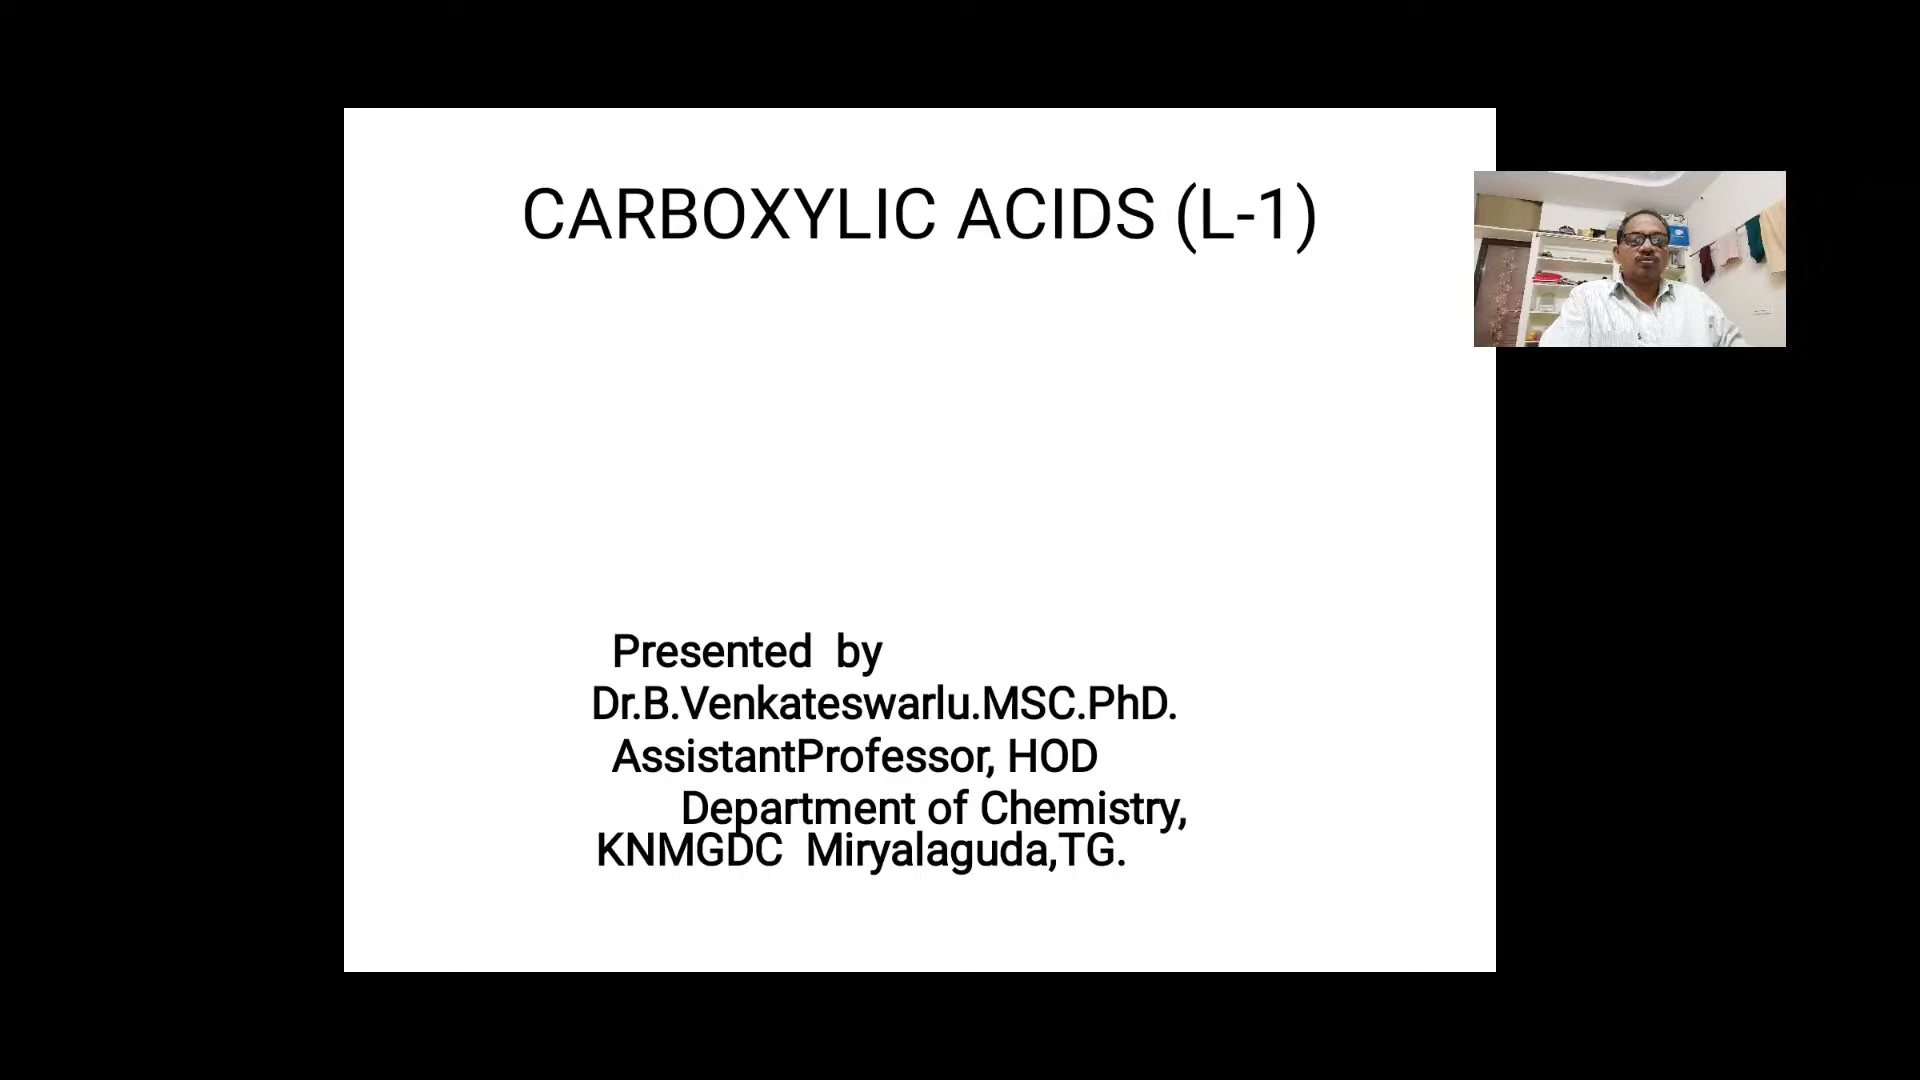 CARBOXYLIC ACIDS (L-1)
Presented by
Dr.B.Venkateswarlu.MSC.PhD.
AssistantProfessor, HOD
Department of Chemistry,
KNMGDC Miryalaguda,TG.